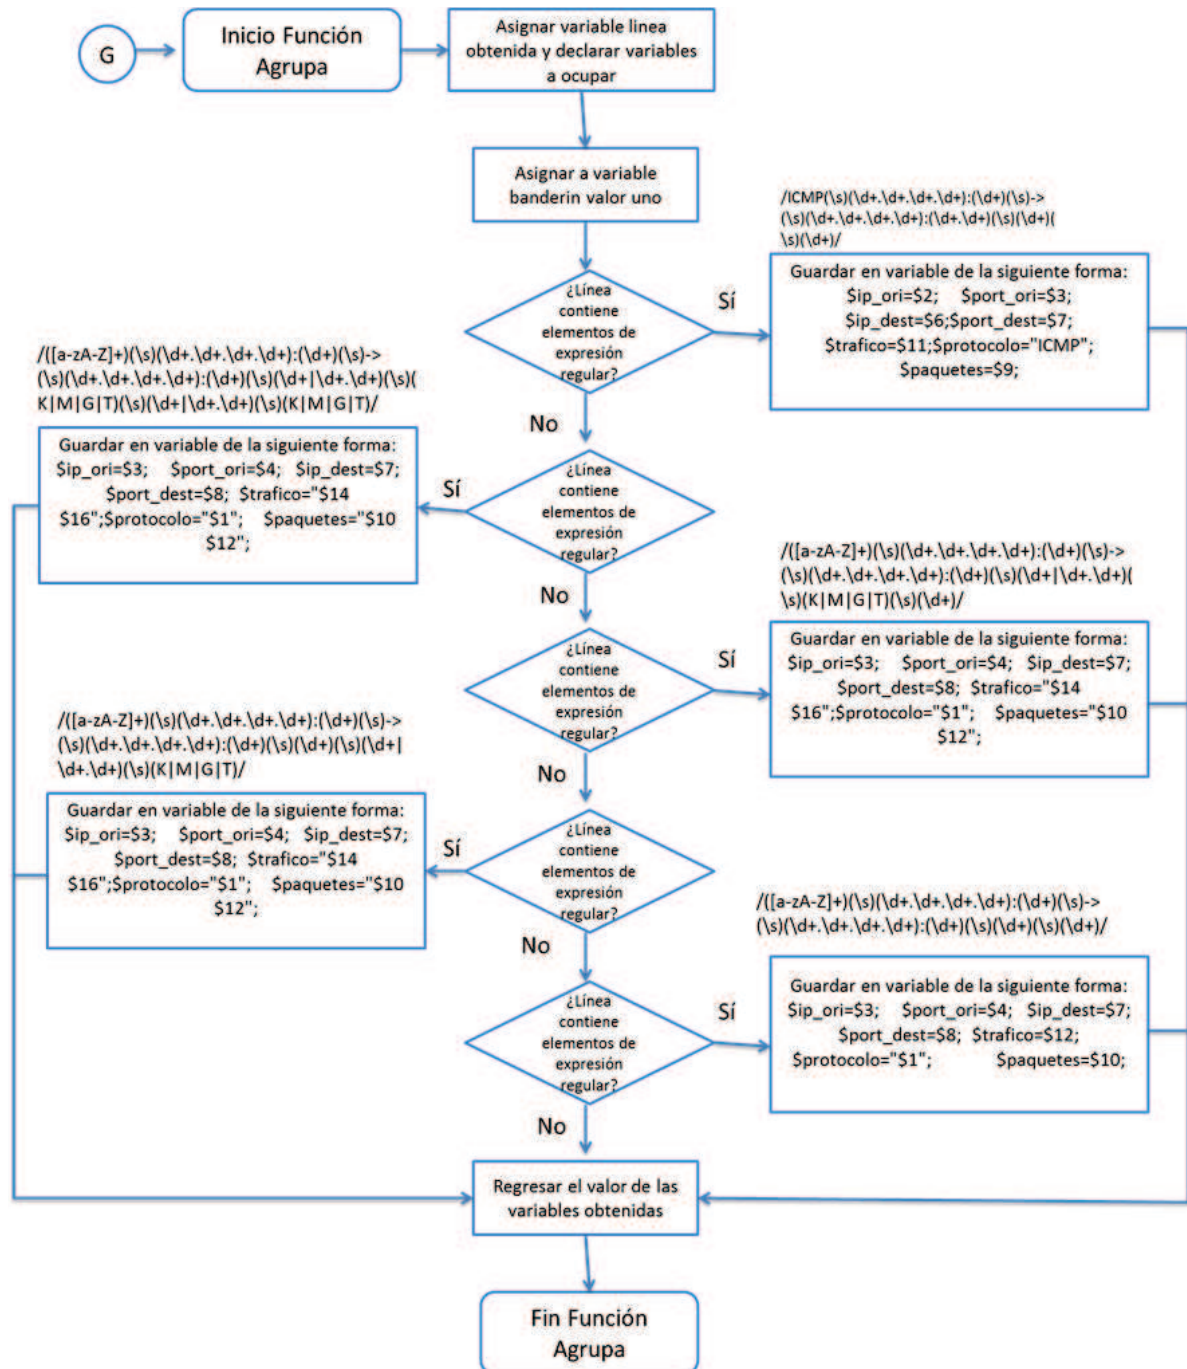 G
Inicio Función
Agrupa
Asignar variable linea
obtenida y declarar variables
a ocupar
Asignar a variable
banderin valor uno
/ICMP(\s)(\d+.\d+.\d+.\d+):(\d+)(\s)->
(\s)(\d+.\d+.\d+.\d+):(\d+.\d+)(\s)(\d+)(
\s)(\d+)/
¿Línea
contiene
elementos de
expresión
regular?
Sí
Guardar en variable de la siguiente forma:
$ip_ori=$2; $port_ori=$3;
$ip_dest=$6;$port_dest=$7;
$trafico=$11;$protocolo="ICMP";
$paquetes=$9;
No
/([a-zA-Z]+)(\s)(\d+.\d+.\d+.\d+):(\d+)(\s)->
(\s)(\d+.\d+.\d+.\d+):(\d+)(\s)(\d+|\d+.\d+)(\s)(
K|M|G|T)(\s)(\d+|\d+.\d+)(\s)(K|M|G|T)/
¿Línea
contiene
elementos de
expresión
regular?
Sí
Guardar en variable de la siguiente forma:
$ip_ori=$3; $port_ori=$4; $ip_dest=$7;
$port_dest=$8; $trafico="$14
$16";$protocolo="$1"; $paquetes="$10
$12";
No
/([a-zA-Z]+)(\s)(\d+.\d+.\d+.\d+):(\d+)(\s)->
(\s)(\d+.\d+.\d+.\d+):(\d+)(\s)(\d+|\d+.\d+)(
\s)(K|M|G|T)(\s)(\d+)/
¿Línea
contiene
elementos de
expresión
regular?
Sí
Guardar en variable de la siguiente forma:
$ip_ori=$3; $port_ori=$4; $ip_dest=$7;
$port_dest=$8; $trafico="$14
$16";$protocolo="$1"; $paquetes="$10
$12";
No
/([a-zA-Z]+)(\s)(\d+.\d+.\d+.\d+):(\d+)(\s)->
(\s)(\d+.\d+.\d+.\d+):(\d+)(\s)(\d+)(\s)(\d+|
\d+.\d+)(\s)(K|M|G|T)/
¿Línea
contiene
elementos de
expresión
regular?
Sí
Guardar en variable de la siguiente forma:
$ip_ori=$3; $port_ori=$4; $ip_dest=$7;
$port_dest=$8; $trafico="$14
$16";$protocolo="$1"; $paquetes="$10
$12";
No
/([a-zA-Z]+)(\s)(\d+.\d+.\d+.\d+):(\d+)(\s)->
(\s)(\d+.\d+.\d+.\d+):(\d+)(\s)(\d+)(\s)(\d+)/
¿Línea
contiene
elementos de
expresión
regular?
Sí
Guardar en variable de la siguiente forma:
$ip_ori=$3; $port_ori=$4; $ip_dest=$7;
$port_dest=$8; $trafico=$12;
$protocolo="$1"; $paquetes=$10;
No
Regresar el valor de las
variables obtenidas
Fin Función
Agrupa